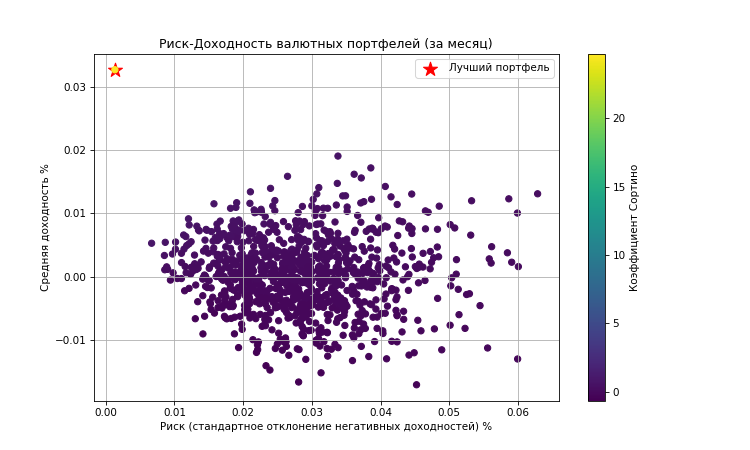 Риск-Доходность валютных портфелей (за месяц)
Лучший портфель
Средняя доходность %
0.03
0.02
0.01
0.00
−0.01
0.00 0.01 0.02 0.03 0.04 0.05 0.06
Риск (стандартное отклонение негативных доходностей) %
20
15
10
5
0
Коэффициент Сортино